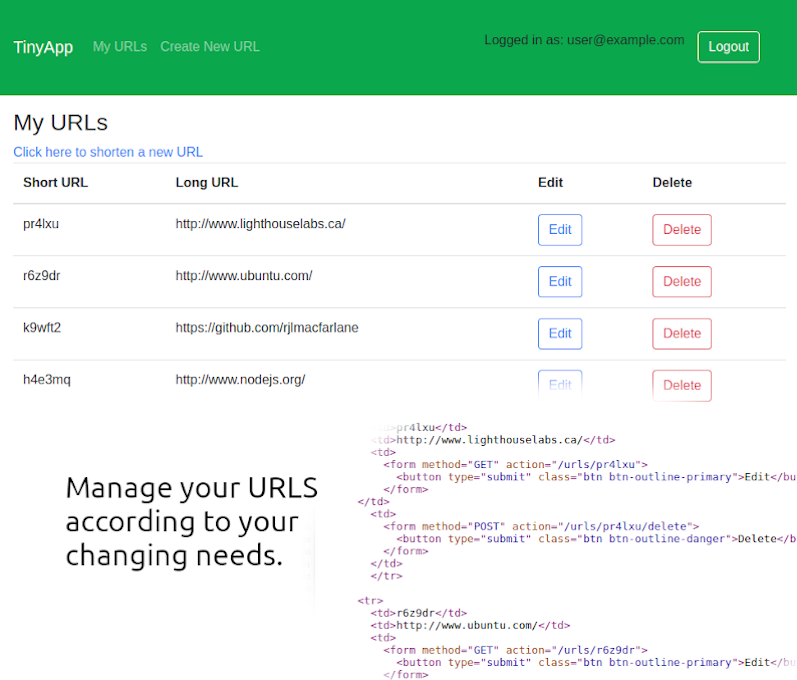 TinyApp My URLs Create New URL Logged in as: user@example.com Logout
My URLs
Click here to shorten a new URL
Short URL Long URL Edit Delete
pr4lxu http://www.lighthouselabs.ca/ Edit Delete
r6z9dr http://www.ubuntu.com/ Edit Delete
k9wft2 https://github.com/rjlmacfarlane Edit Delete
h4e3mq http://www.nodejs.org/ Edit Delete
Manage your URLS
according to your
changing needs.
<td>pr4lxu</td>
<td>http://www.lighthouselabs.ca/</td>
<td>
<form method="GET" action="/urls/pr4lxu">
<button type="submit" class="btn btn-outline-primary">Edit</bu
</form>
</td>
<td>
<form method="POST" action="/urls/pr4lxu/delete">
<button type="submit" class="btn btn-outline-danger">Delete</b
</form>
</td>
</tr>
<tr>
<td>r6z9dr</td>
<td>http://www.ubuntu.com/</td>
<td>
<form method="GET" action="/urls/r6z9dr">
<button type="submit" class="btn btn-outline-primary">Edit</bu
</form>